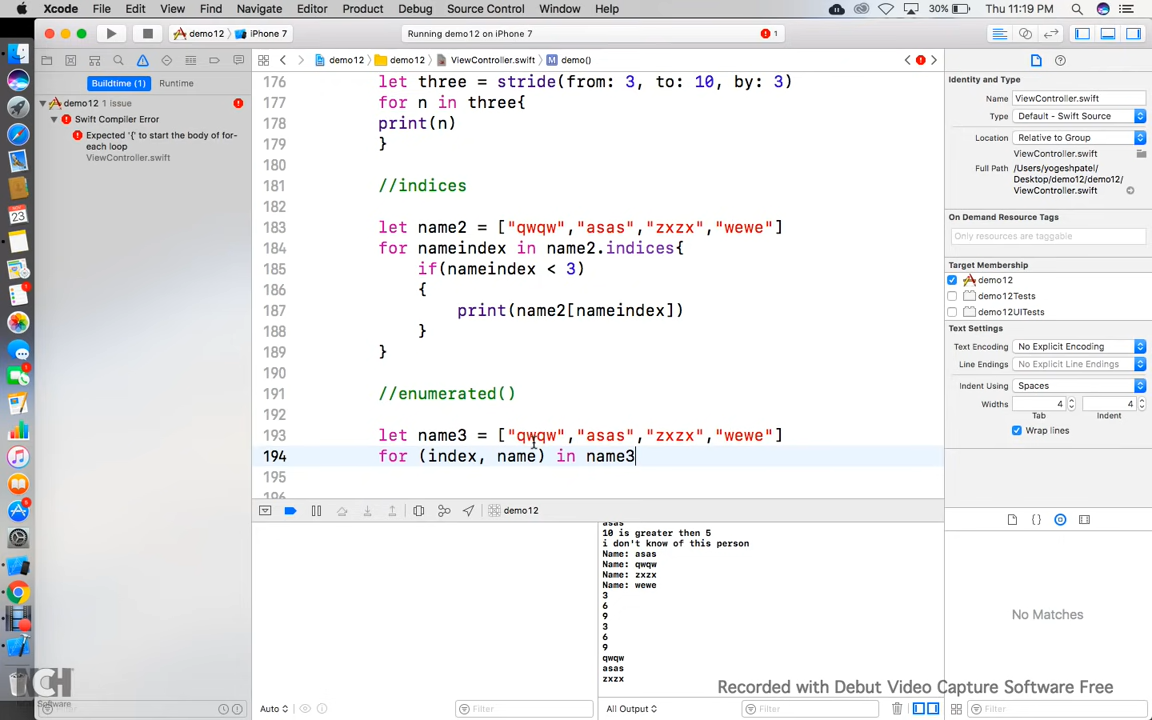 Xcode File Edit View Find Navigate Editor Product Debug Source Control Window Help 30% Thu 11:19 PM
demo12 iPhone 7 Running demo12 on iPhone 7 1
demo12 demo12 ViewController.swift M demo()
Buildtime (1) Runtime
demo12 1 issue
Swift Compiler Error
Expected '{' to start the body of for-
each loop
ViewController.swift
176 let three = stride(from: 3, to: 10, by: 3)
177 for n in three{
178 print(n)
179 }
180
181 //indices
182
183 let name2 = ["qwqw","asas","zxzx","wewe"]
184 for nameindex in name2.indices{
185 if(nameindex < 3)
186 {
187 print(name2[nameindex])
188 }
189 }
190
191 //enumerated()
192
193 let name3 = ["qwqw","asas","zxzx","wewe"]
194 for (index, name) in name3
195
196
Identity and Type
Name ViewController.swift
Type Default - Swift Source
Location Relative to Group
ViewController.swift
Full Path /Users/yogeshpatel/
Desktop/demo12/demo12/
ViewController.swift
On Demand Resource Tags
Only resources are taggable
Target Membership
demo12
demo12Tests
demo12UITests
Text Settings
Text Encoding No Explicit Encoding
Line Endings No Explicit Line Endings
Indent Using Spaces
Widths 4 4
Tab Indent
Wrap lines
No Matches
demo12
asas
10 is greater then 5
i don't know of this person
Name: asas
Name: qwqw
Name: zxzx
Name: wewe
3
6
9
3
6
9
qwqw
asas
zxzx
Auto Filter All Output Filter Filter
Filter
NCH Software
Recorded with Debut Video Capture Software Free